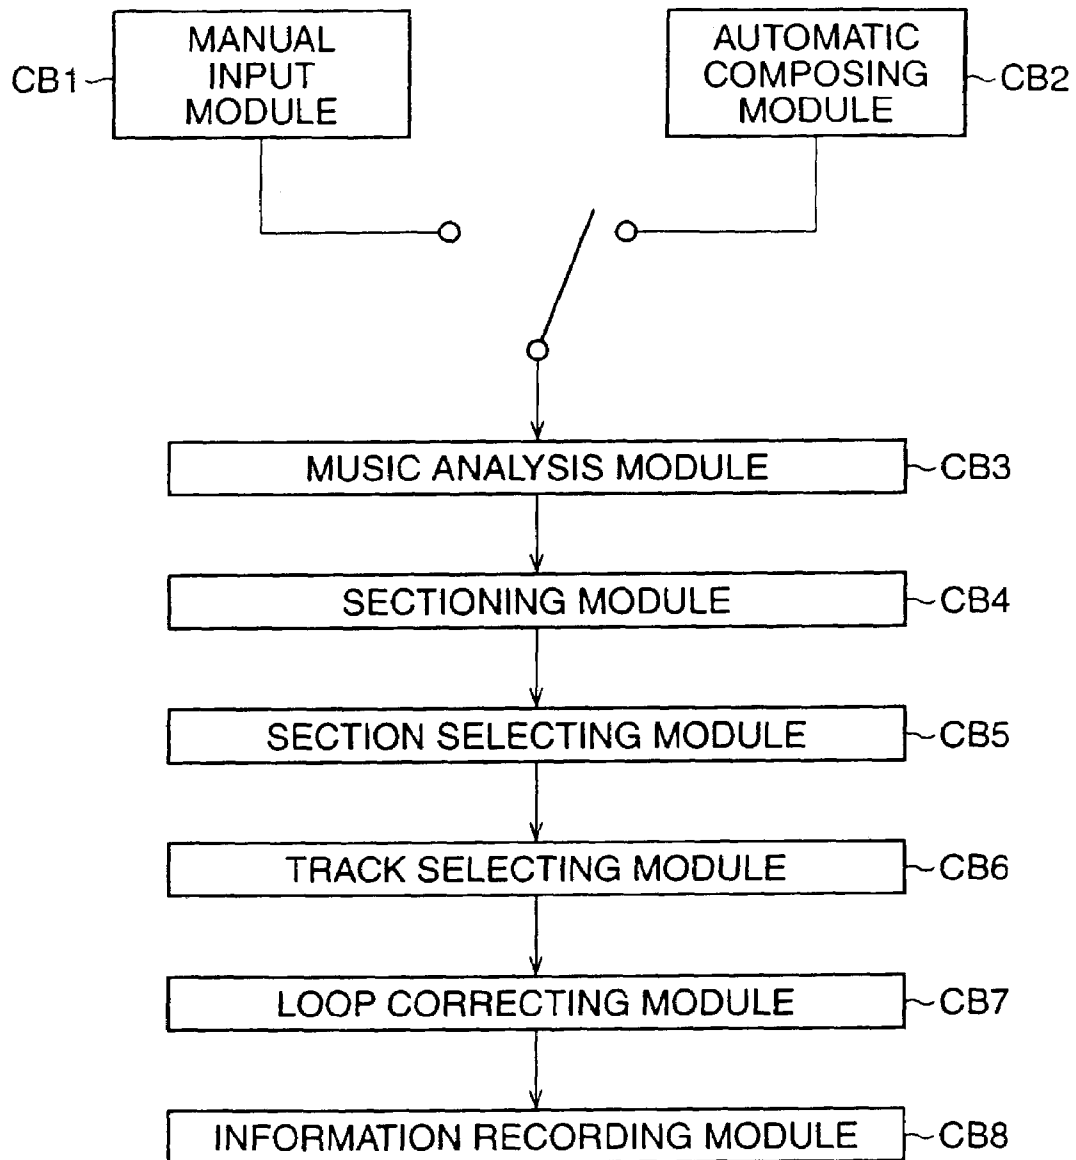 MANUAL
INPUT
MODULE
CB1
AUTOMATIC
COMPOSING
MODULE
CB2
MUSIC ANALYSIS MODULE
CB3
SECTIONING MODULE
CB4
SECTION SELECTING MODULE
CB5
TRACK SELECTING MODULE
CB6
LOOP CORRECTING MODULE
CB7
INFORMATION RECORDING MODULE
CB8